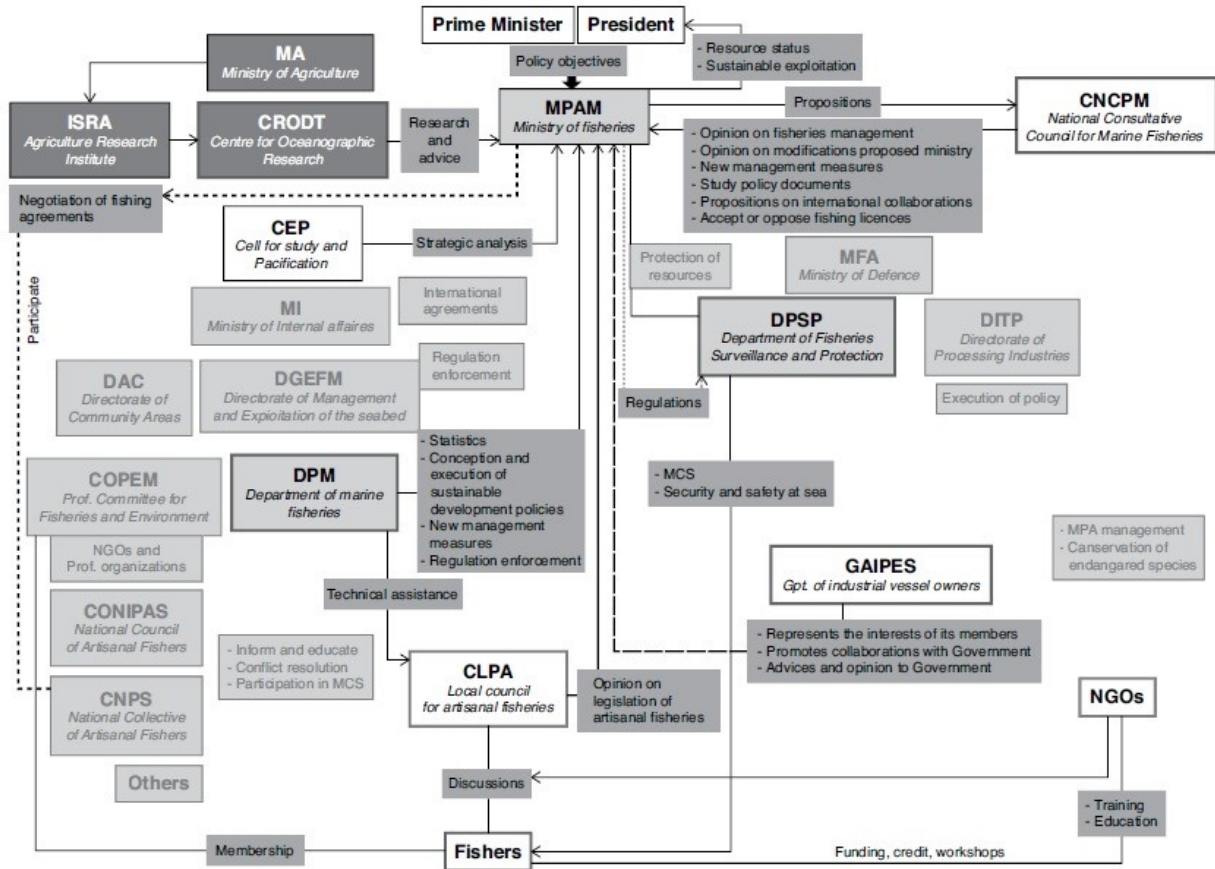 Prime Minister
President
MA
Ministry of Agriculture
Policy objectives
- Resource status
- Sustainable exploitation
ISRA
Agriculture Research
Institute
CRODT
Centre for Oceanographic
Research
Research
and
advice
MPAM
Ministry of fisheries
Propositions
CNCPM
National Consultative
Council for Marine Fisheries
- Opinion on fisheries management
- Opinion on modifications proposed ministry
- New management measures
- Study policy documents
- Propositions on international collaborations
- Accept or oppose fishing licences
Negotiation of fishing
agreements
CEP
Cell for study and
Pacification
Strategic analysis
Participate
Protection of
resources
MFA
Ministry of Defence
MI
Ministry of Internal affaires
International
agreements
DPSP
Department of Fisheries
Surveillance and Protection
DITP
Directorate of
Processing Industries
Execution of policy
DAC
Directorate of
Community Areas
DGEFM
Directorate of Management
and Expioitation of the seabed
Regulation
enforcement
Regulations
COPEM
Prof. Committee for
Fisheries and Environment
NGOs and
Prof. organizations
DPM
Department of marine
fisheries
- Statistics
- Conception and
execution of
sustainable
development policies
- New management
measures
- Regulation enforcement
- MCS
- Security and safety at sea
- MPA management
- Canservation of
endangared species
GAIPES
Gpt. of industrial vessel owners
- Represents the interests of its members
- Promotes collaborations with Government
- Advices and opinion to Government
Technical assistance
CONIPAS
National Council
of Artisanal Fishers
- Inform and educate
- Conflict resolution
- Participation in MCS
CLPA
Local council
for artisanal fisheries
Opinion on
legislation of
artisanal fisheries
CNPS
National Collective
of Artisanal Fishers
NGOs
Others
Discussions
- Training
- Education
Membership
Fishers
Funding, credit, workshops